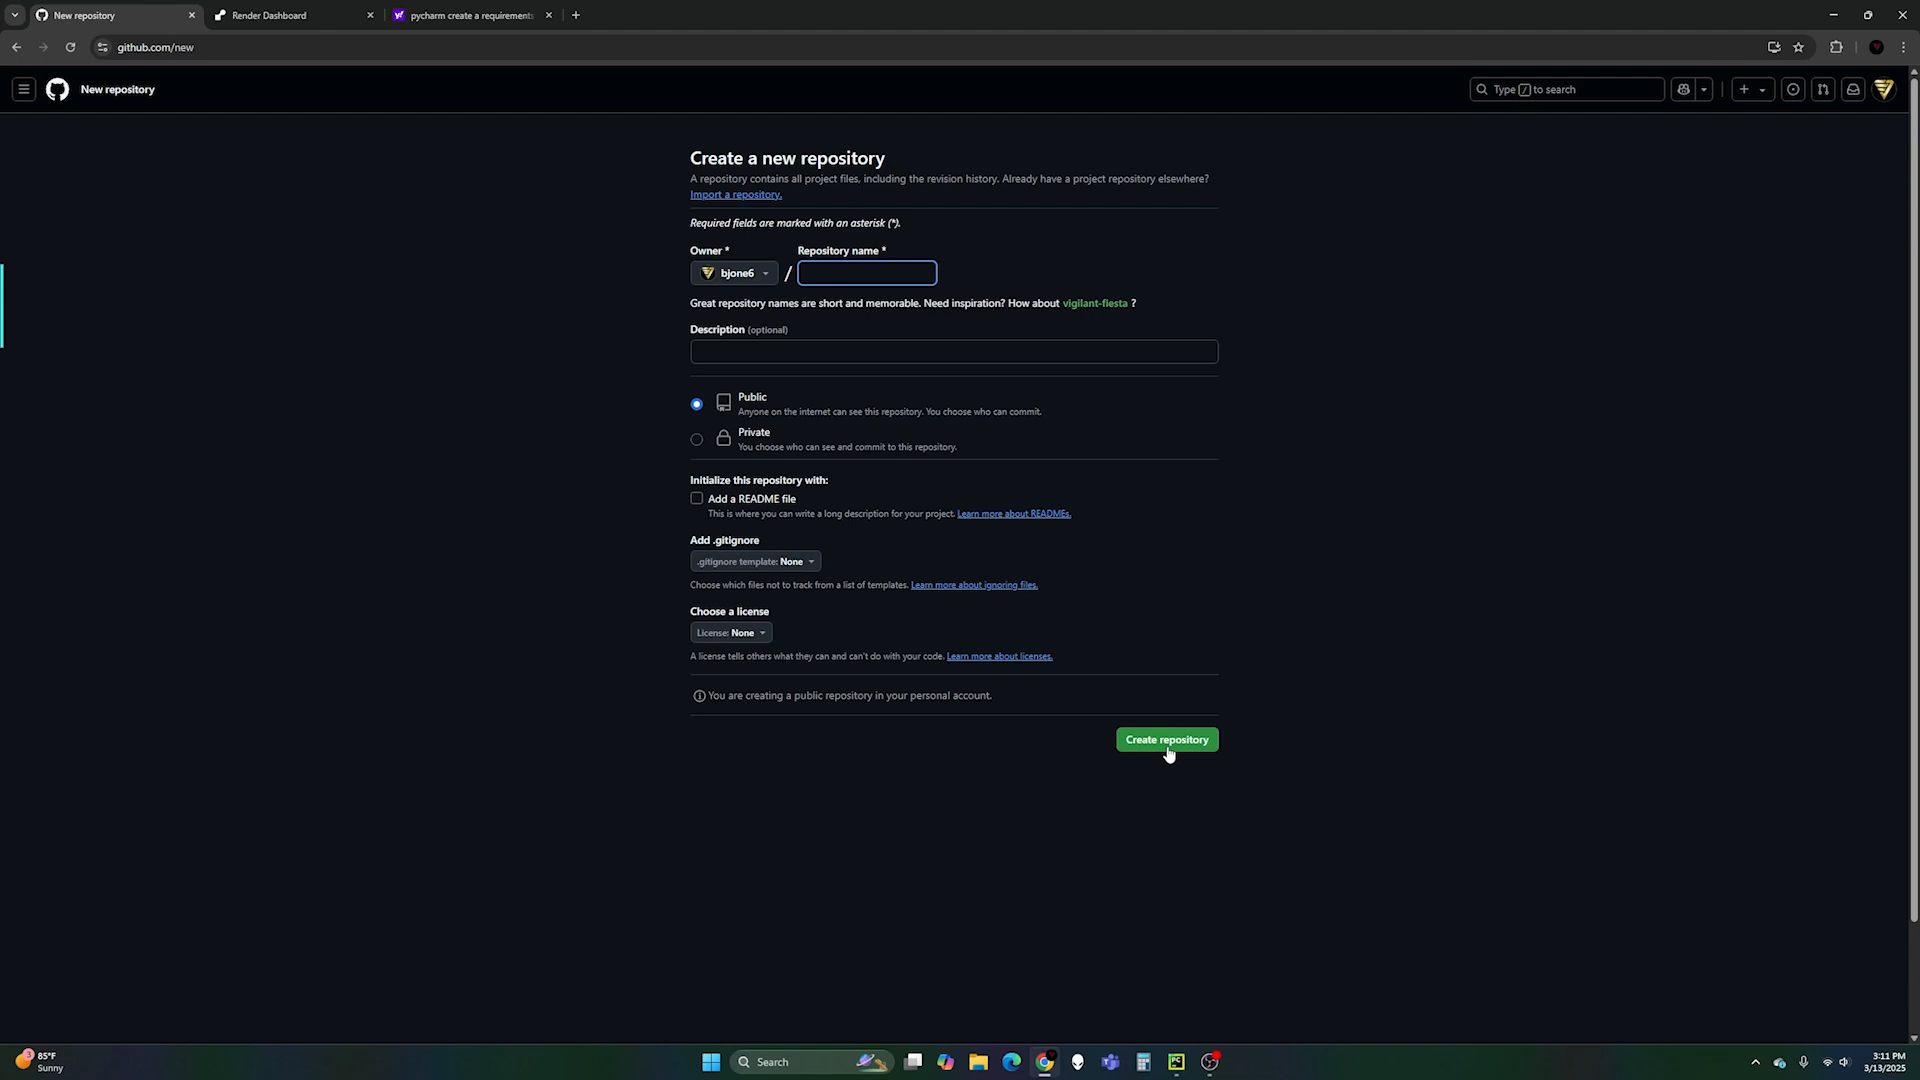 New repository
Render Dashboard
pycharm create a requirements
github.com/new
New repository
Type / to search
Create a new repository
A repository contains all project files, including the revision history. Already have a project repository elsewhere?
Import a repository.
Required fields are marked with an asterisk (*).
Owner *
Repository name *
bjone6
/
Great repository names are short and memorable. Need inspiration? How about vigilant-fiesta ?
Description (optional)
Public
Anyone on the internet can see this repository. You choose who can commit.
Private
You choose who can see and commit to this repository.
Initialize this repository with:
Add a README file
This is where you can write a long description for your project. Learn more about READMEs.
Add .gitignore
.gitignore template: None
Choose which files not to track from a list of templates. Learn more about ignoring files.
Choose a license
License: None
A license tells others what they can and can't do with your code. Learn more about licenses.
You are creating a public repository in your personal account.
Create repository
3
85°F
Sunny
Search
PC
3:11 PM
3/13/2025